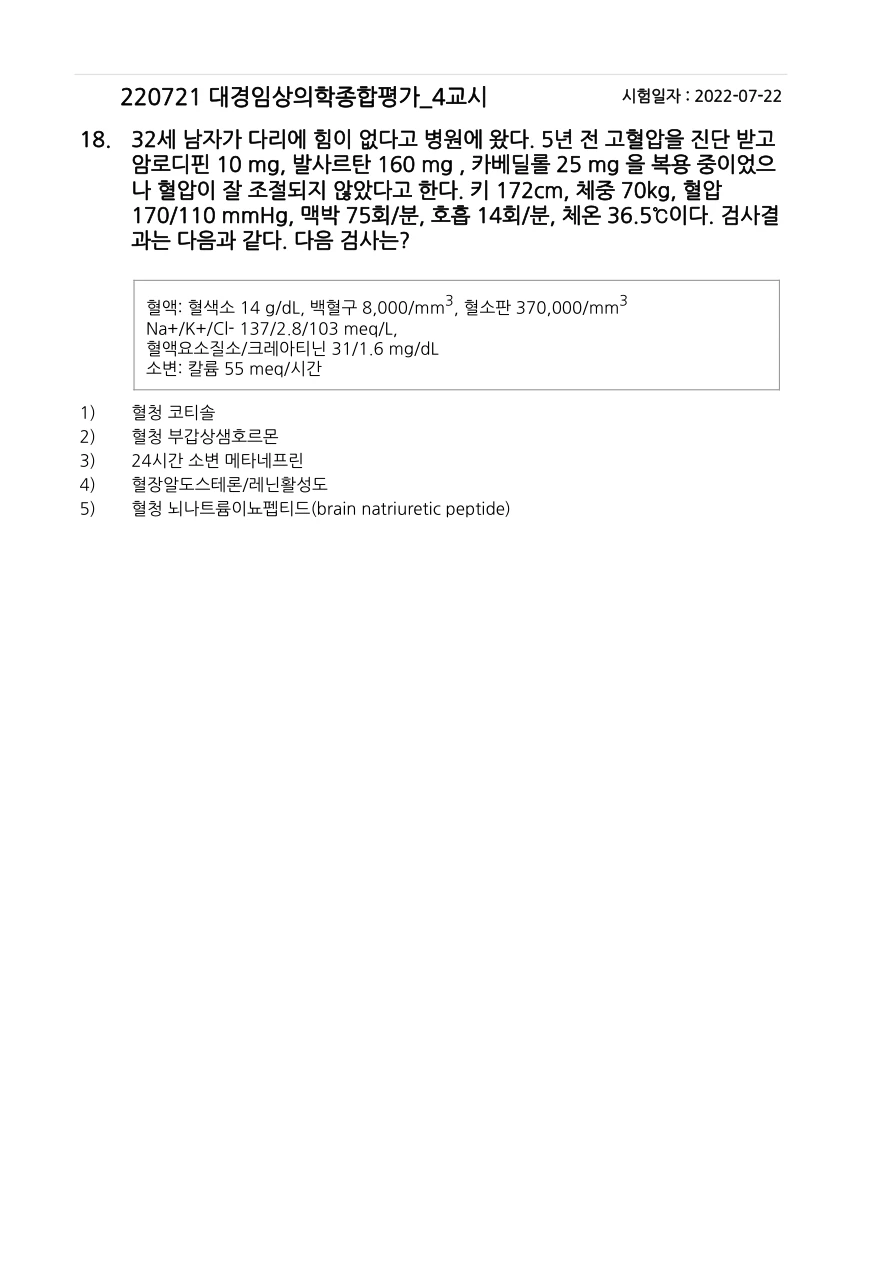 220721 대경임상의학종합평가_4교시 시험일자 : 2022-07-22
18. 32세 남자가 다리에 힘이 없다고 병원에 왔다. 5년 전 고혈압을 진단 받고
암로디핀 10 mg, 발사르탄 160 mg , 카베딜롤 25 mg 을 복용 중이었으
나 혈압이 잘 조절되지 않았다고 한다. 키 172cm, 체중 70kg, 혈압
170/110 mmHg, 맥박 75회/분, 호흡 14회/분, 체온 36.5℃이다. 검사결
과는 다음과 같다. 다음 검사는?
혈액: 혈색소 14 g/dL, 백혈구 8,000/mm³, 혈소판 370,000/mm³
Na+/K+/Cl- 137/2.8/103 meq/L,
혈액요소질소/크레아티닌 31/1.6 mg/dL
소변: 칼륨 55 meq/시간
1) 혈청 코티솔
2) 혈청 부갑상샘호르몬
3) 24시간 소변 메타네프린
4) 혈장알도스테론/레닌활성도
5) 혈청 뇌나트륨이뇨펩티드(brain natriuretic peptide)